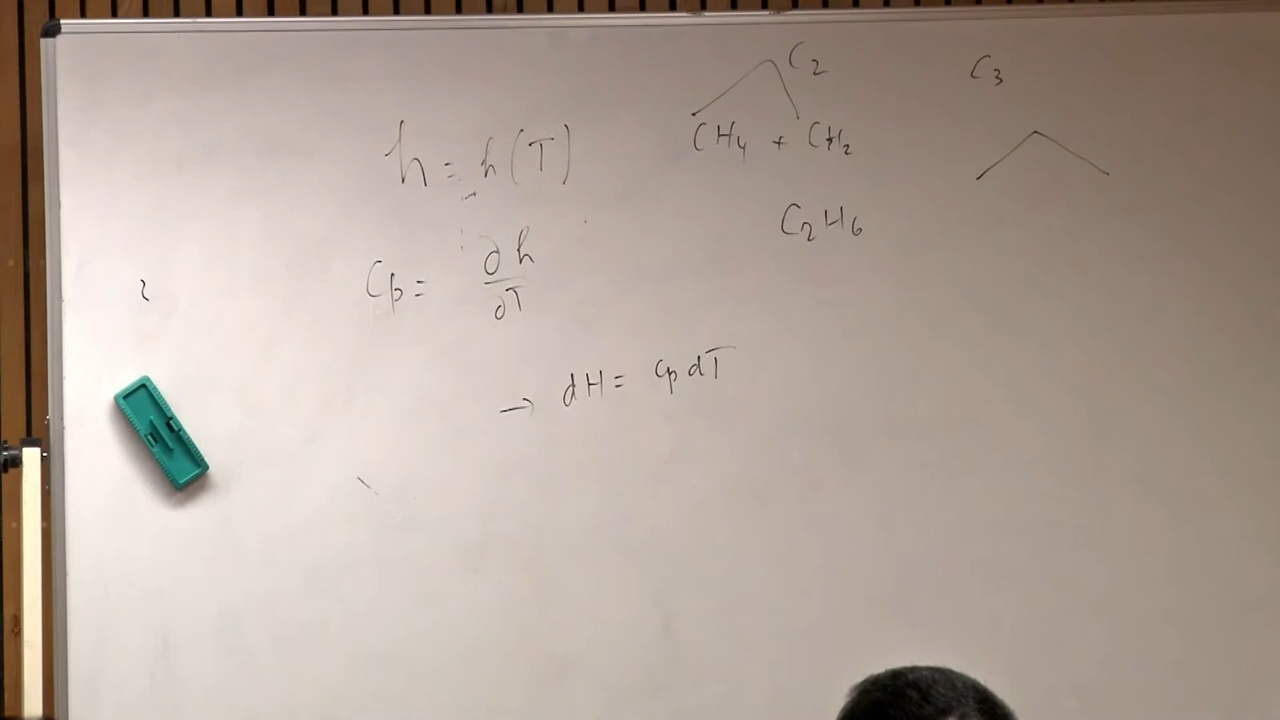 h = h(T)
Cp = ∂h/∂T
→ dH = Cp dT
C2
CH4 + CH2
C2H6
C3